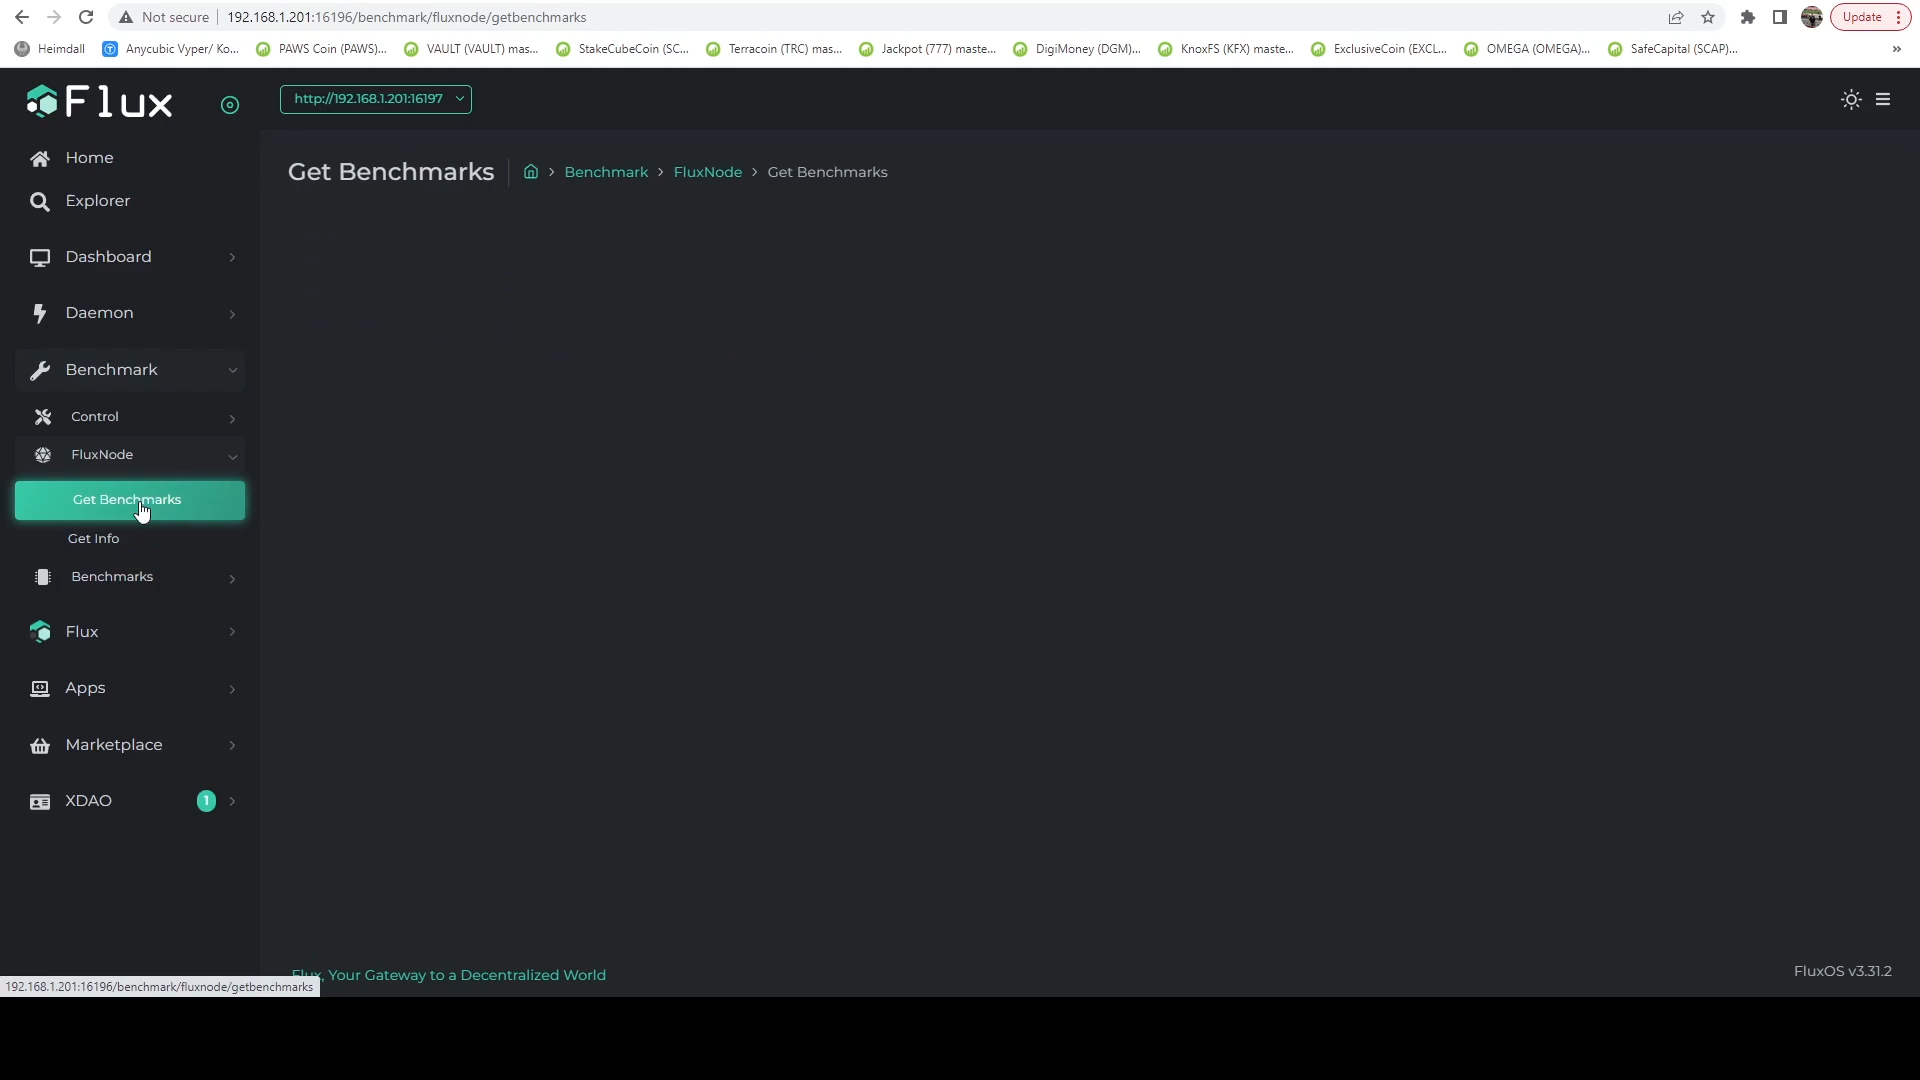 Not secure
192.168.1.201:16196/benchmark/fluxnode/getbenchmarks
Update
Heimdall
Anycubic Vyper/ Ko...
PAWS Coin (PAWS)...
VAULT (VAULT) mas...
StakeCubeCoin (SC...
Terracoin (TRC) mas...
Jackpot (777) maste...
DigiMoney (DGM)...
KnoxFS (KFX) maste...
ExclusiveCoin (EXCL...
OMEGA (OMEGA)...
SafeCapital (SCAP)...
»
Flux
http://192.168.1.201:16197
Home
Explorer
Dashboard
Daemon
Benchmark
Control
FluxNode
Get Benchmarks
Get Info
Benchmarks
Flux
Apps
Marketplace
XDAO 1
Get Benchmarks
Benchmark > FluxNode > Get Benchmarks
Flux, Your Gateway to a Decentralized World
FluxOS v3.31.2
192.168.1.201:16196/benchmark/fluxnode/getbenchmarks